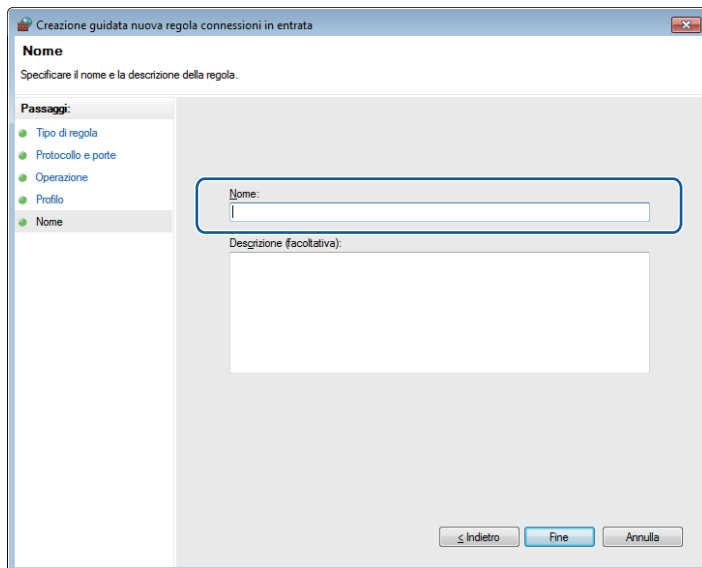 Creazione guidata nuova regola connessioni in entrata
Nome
Specificare il nome e la descrizione della regola.
Passaggi:
Tipo di regola
Protocollo e porte
Operazione
Profilo
Nome
Nome:
Descrizione (facoltativa):
< Indietro
Fine
Annulla